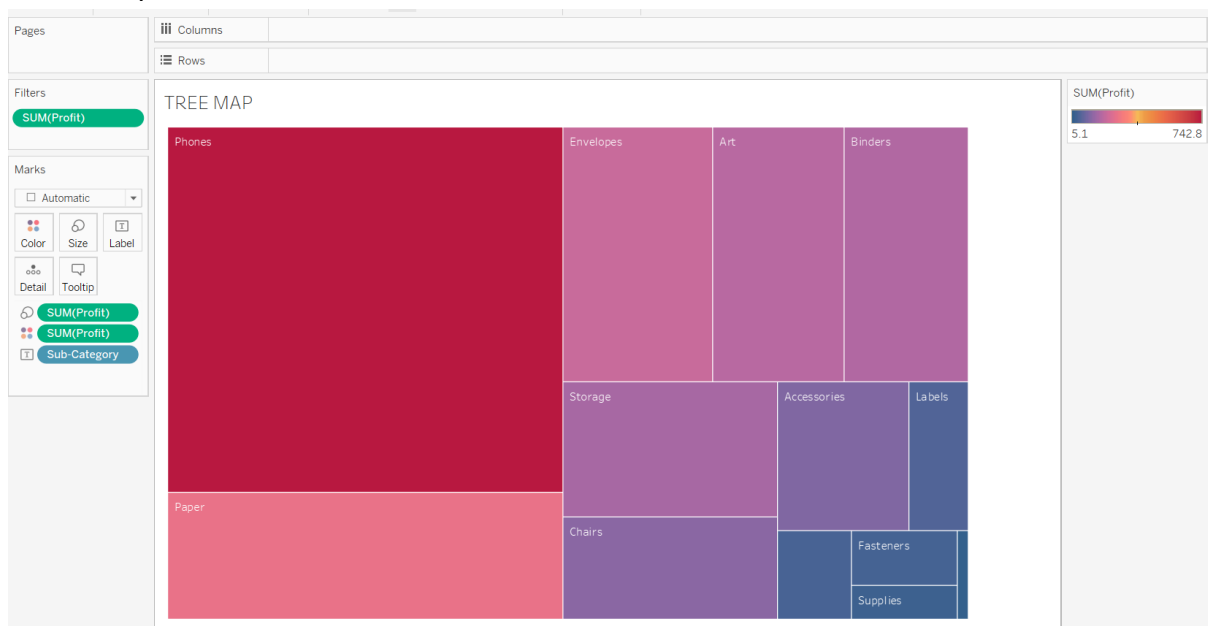 Pages
Columns
Rows
Filters
SUM(Profit)
Marks
Automatic
Color
Size
Label
Detail
Tooltip
SUM(Profit)
SUM(Profit)
Sub-Category
TREE MAP
Phones
Envelopes
Art
Binders
Storage
Accessories
Labels
Paper
Chairs
Fasteners
Supplies
SUM(Profit)
5.1 742.8